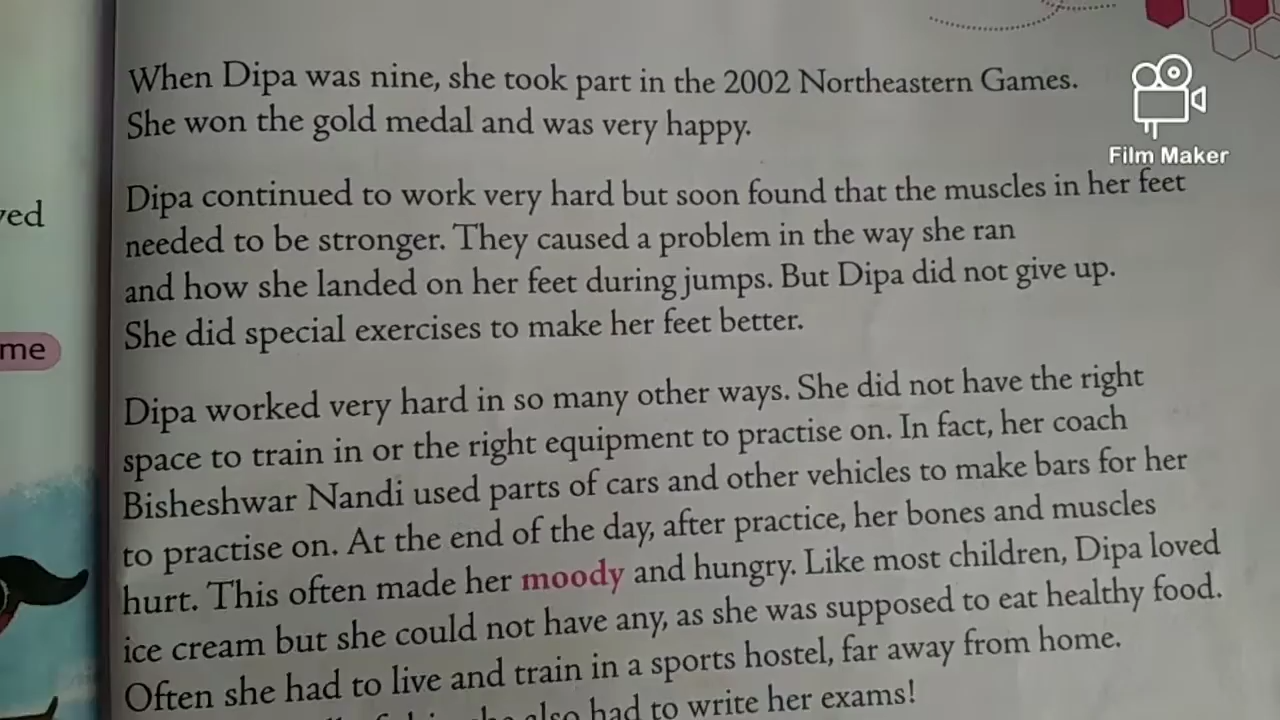 When Dipa was nine, she took part in the 2002 Northeastern Games.
She won the gold medal and was very happy.
Film Maker
Dipa continued to work very hard but soon found that the muscles in her feet
needed to be stronger. They caused a problem in the way she ran
and how she landed on her feet during jumps. But Dipa did not give up.
She did special exercises to make her feet better.
Dipa worked very hard in so many other ways. She did not have the right
space to train in or the right equipment to practise on. In fact, her coach
Bisheshwar Nandi used parts of cars and other vehicles to make bars for her
to practise on. At the end of the day, after practice, her bones and muscles
hurt. This often made her moody and hungry. Like most children, Dipa loved
ice cream but she could not have any, as she was supposed to eat healthy food.
Often she had to live and train in a sports hostel, far away from home.
also had to write her exams!
me